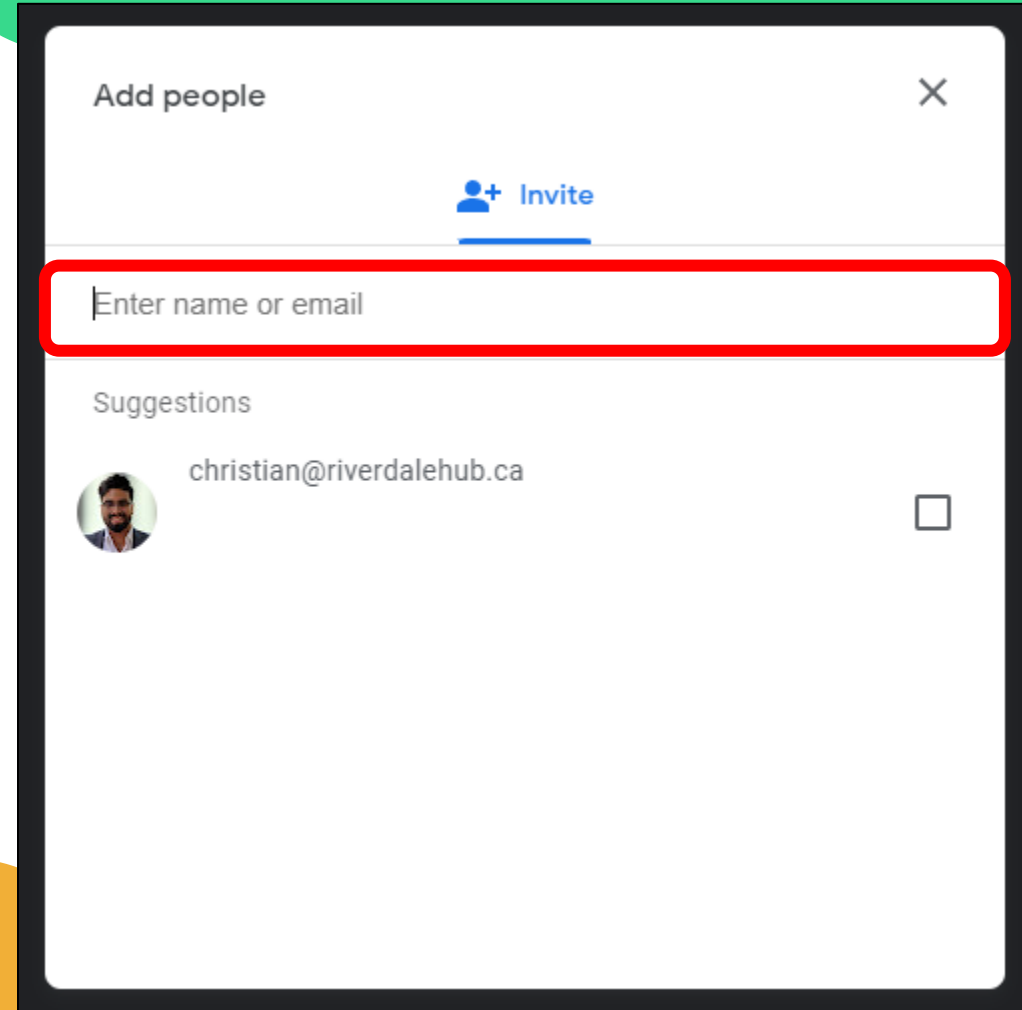 Add people
Invite
Enter name or email
Suggestions
christian@riverdalehub.ca